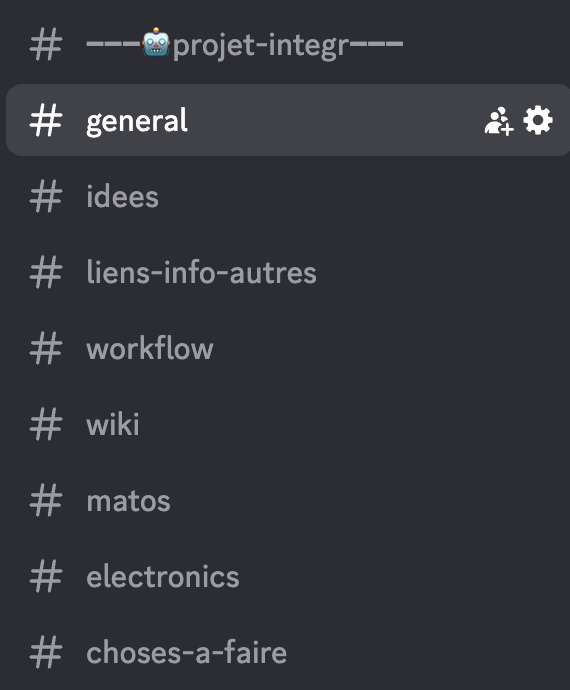 # ---🤖projet-integr---
# general
# idees
# liens-info-autres
# workflow
# wiki
# matos
# electronics
# choses-a-faire